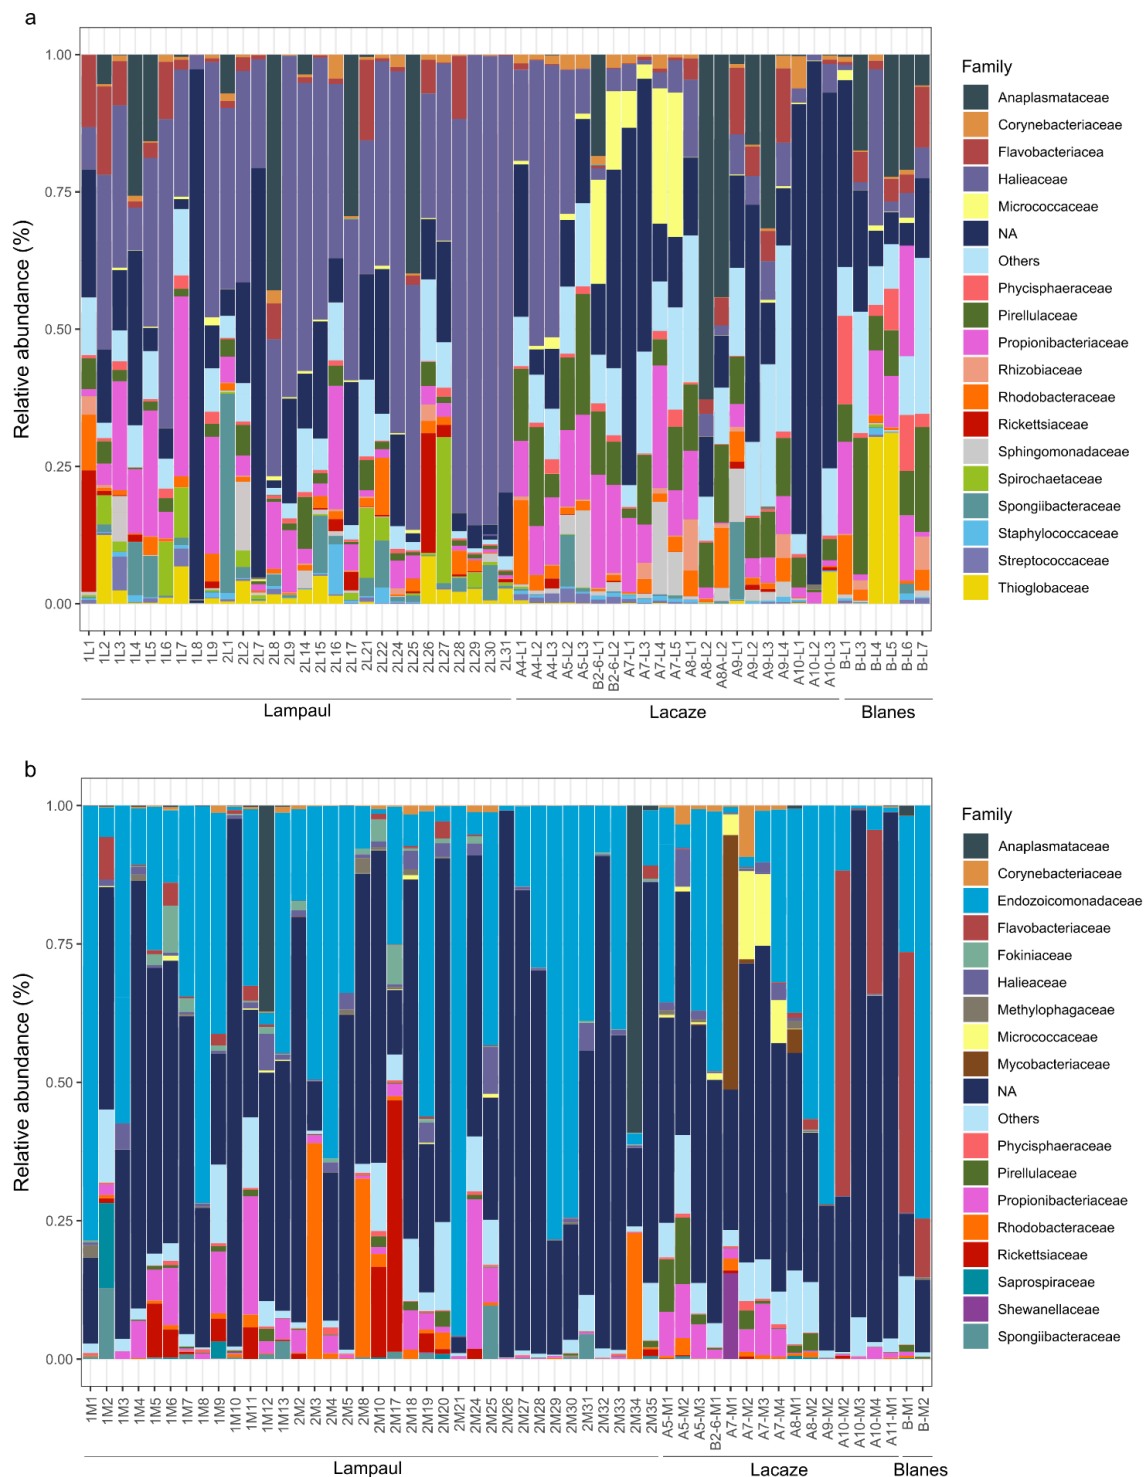 a
1.00
0.75
0.50
0.25
0.00
Relative abundance (%)
1L1 1L2 1L3 1L4 1L5 1L6 1L7 1L8 1L9 2L1 2L2 2L7 2L8 2L9 2L14 2L15 2L16 2L17 2L21 2L22 2L24 2L25 2L26 2L27 2L28 2L29 2L30 2L31 A4-L1 A4-L2 A4-L3 A5-L2 A5-L3 B2-6-L1 B2-6-L2 A7-L1 A7-L3 A7-L4 A7-L5 A8-L1 A8-L2 A8A-L2 A9-L1 A9-L2 A9-L3 A9-L4 A10-L1 A10-L2 A10-L3 B-L1 B-L3 B-L4 B-L5 B-L6 B-L7
Lampaul Lacaze Blanes
Family
Anaplasmataceae
Corynebacteriaceae
Flavobacteriacea
Halieaceae
Micrococcaceae
NA
Others
Phycisphaeraceae
Pirellulaceae
Propionibacteriaceae
Rhizobiaceae
Rhodobacteraceae
Rickettsiaceae
Sphingomonadaceae
Spirochaetaceae
Spongiibacteraceae
Staphylococcaceae
Streptococcaceae
Thioglobaceae
b
1.00
0.75
0.50
0.25
0.00
Relative abundance (%)
1M1 1M2 1M3 1M4 1M5 1M6 1M7 1M8 1M9 1M10 1M11 1M12 1M13 2M2 2M3 2M4 2M5 2M8 2M10 2M17 2M18 2M19 2M20 2M21 2M24 2M25 2M26 2M27 2M28 2M29 2M30 2M31 2M32 2M33 2M34 2M35 A5-M1 A5-M2 A5-M3 B2-6-M1 A7-M1 A7-M2 A7-M3 A7-M4 A8-M1 A8-M2 A9-M2 A10-M2 A10-M3 A10-M4 A11-M1 B-M1 B-M2
Lampaul Lacaze Blanes
Family
Anaplasmataceae
Corynebacteriaceae
Endozoicomonadaceae
Flavobacteriaceae
Fokiniaceae
Halieaceae
Methylophagaceae
Micrococcaceae
Mycobacteriaceae
NA
Others
Phycisphaeraceae
Pirellulaceae
Propionibacteriaceae
Rhodobacteraceae
Rickettsiaceae
Saprospiraceae
Shewanellaceae
Spongiibacteraceae